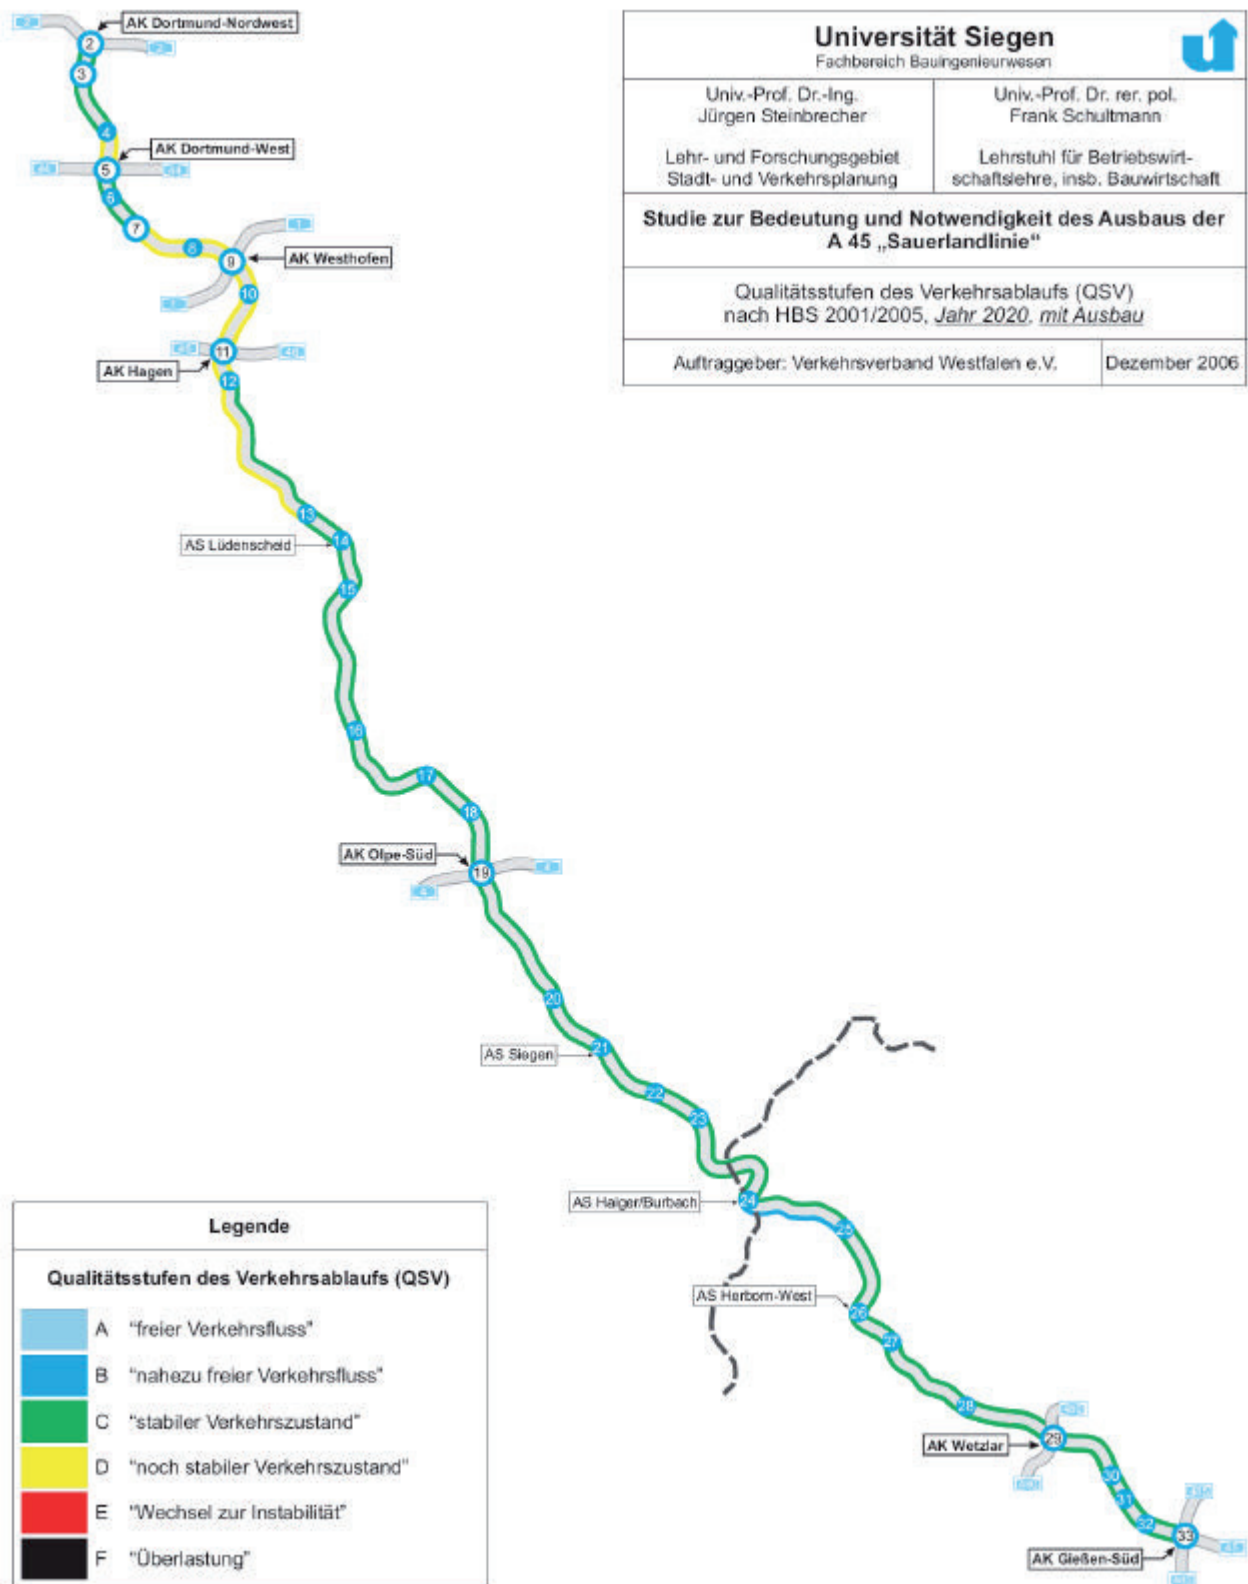 AK Dortmund-Nordwest
2
2
2
3
4
AK Dortmund-West
5
6
7
8
1
9
AK Westhofen
1
10
11
AK Hagen
12
13
AS Lüdenscheid
14
15
16
17
18
AK Olpe-Süd
19
4
4
20
AS Siegen
21
22
23
AS Haiger/Burbach
24
25
AS Herborn-West
26
27
28
AK Wetzlar
29
30
31
32
33
AK Gießen-Süd
Universität Siegen
Fachbereich Bauingenieurwesen
Univ.-Prof. Dr.-Ing.
Jürgen Steinbrecher
Lehr- und Forschungsgebiet
Stadt- und Verkehrsplanung
Univ.-Prof. Dr. rer. pol.
Frank Schultmann
Lehrstuhl für Betriebswirt-
schaftslehre, insb. Bauwirtschaft
Studie zur Bedeutung und Notwendigkeit des Ausbaus der
A 45 „Sauerlandlinie“
Qualitätsstufen des Verkehrsablaufs (QSV)
nach HBS 2001/2005, Jahr 2020, mit Ausbau
Auftraggeber: Verkehrsverband Westfalen e.V.
Dezember 2006
Legende
Qualitätsstufen des Verkehrsablaufs (QSV)
A "freier Verkehrsfluss"
B "nahezu freier Verkehrsfluss"
C "stabiler Verkehrszustand"
D "noch stabiler Verkehrszustand"
E "Wechsel zur Instabilität"
F "Überlastung"